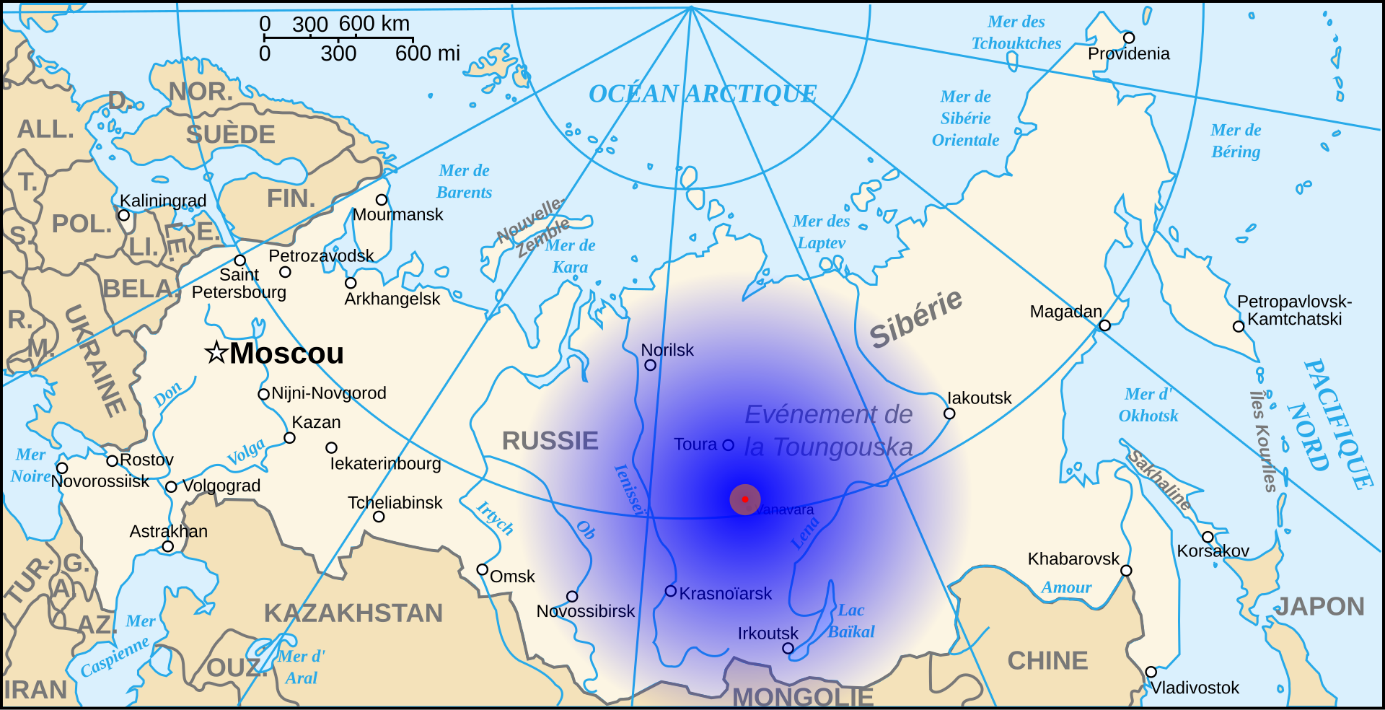 0 300 600 km
0 300 600 mi
OCÉAN ARCTIQUE
Mer des
Tchouktches
Providenia
Mer de
Sibérie
Orientale
Mer de
Béring
D.
NOR.
ALL.
SUÈDE
Mer de
Barents
T.
FIN.
Kaliningrad
Mourmansk
POL.
LI.
LE.
E.
S.
Nouvelle-
Zemble
Mer de
Kara
Mer des
Laptev
Petrozavodsk
Saint
Petersbourg
Arkhangelsk
BELA.
R.
M.
UKRAINE
Moscou
Sibérie
Magadan
Petropavlovsk-
Kamtchatski
Norilsk
Don
Nijni-Novgorod
Iakoutsk
Mer d'
Okhotsk
Îles Kouriles
PACIFIQUE
NORD
Kazan
Evénement de
la Toungouska
Toura
RUSSIE
Volga
Iekaterinbourg
Mer
Noire
Rostov
Novorossiisk
Volgograd
Tcheliabinsk
Ienisseï
Sakhaline
Irtych
Ob
Lena
anavara
Astrakhan
Korsakov
Khabarovsk
Amour
Omsk
Novossibirsk
Krasnoïarsk
TUR.
G.
A.
AZ.
KAZAKHSTAN
JAPON
Mer
Caspienne
Irkoutsk
Lac
Baïkal
OUZ.
Mer d'
Aral
CHINE
IRAN
MONGOLIE
Vladivostok